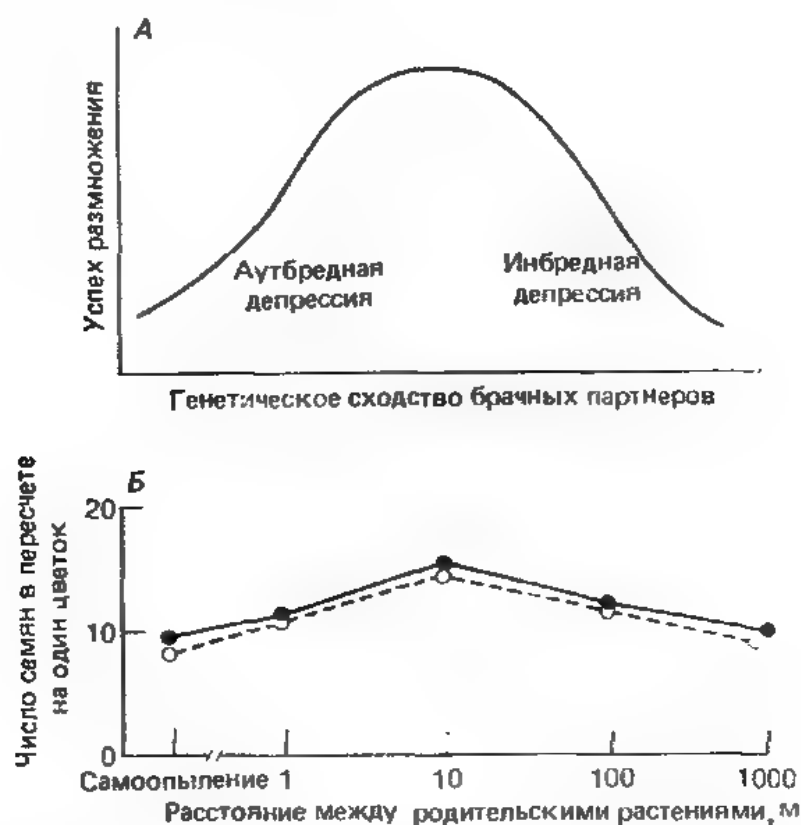 А
Успех размножения
Аутбредная
депрессия
Инбредная
депрессия
Генетическое сходство брачных партнеров
Б
Число семян в пересчете
на один цветок
20
10
0
Самоопыление 1 10 100 1000
Расстояние между родительскими растениями, м